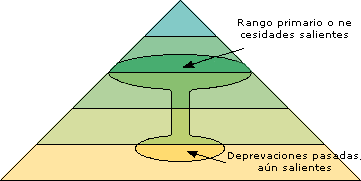 Rango primario o ne
cesidades salientes
Deprevaciones pasadas,
aún salientes